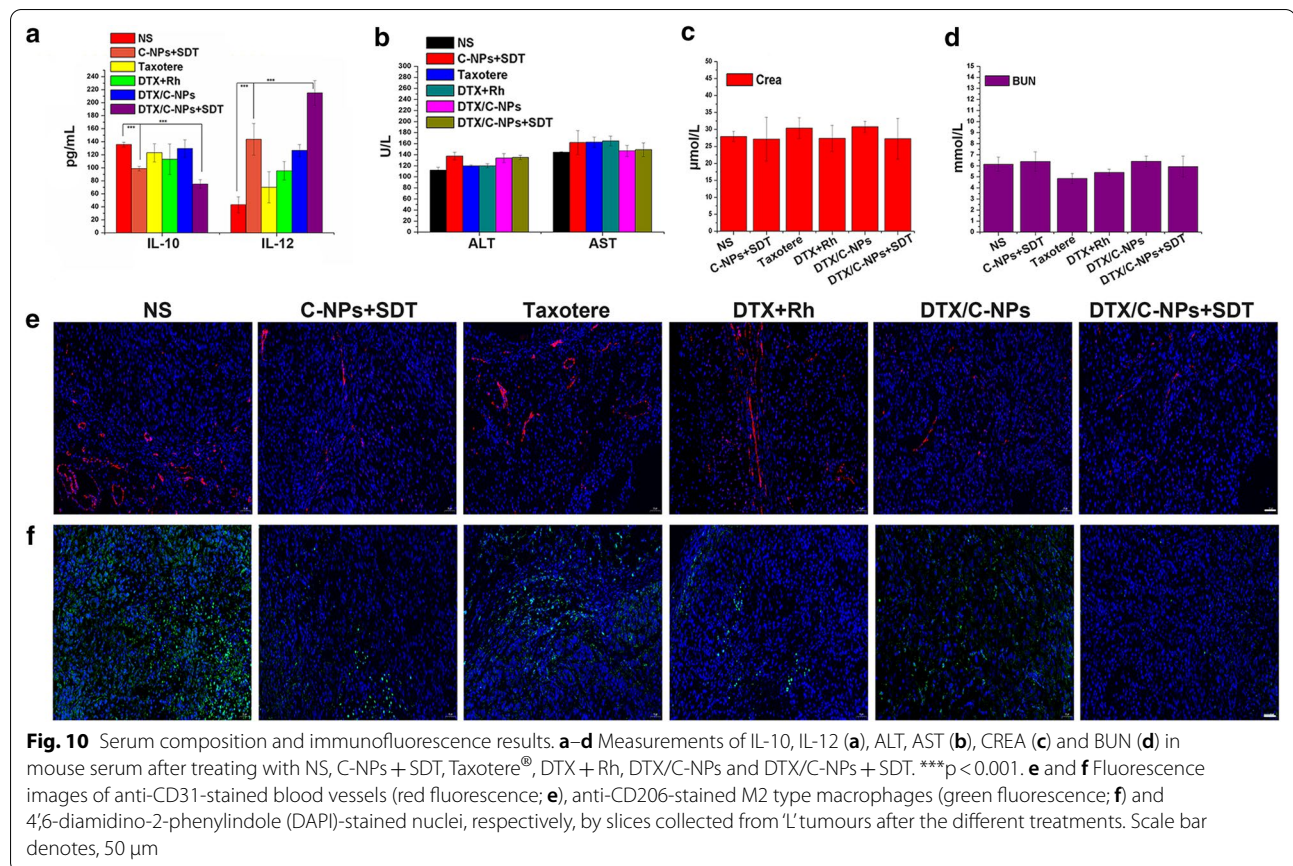 a
NS
C-NPs+SDT
Taxotere
DTX+Rh
DTX/C-NPs
DTX/C-NPs+SDT
240
220
200
180
160
140
120
100
80
60
40
20
0
pg/mL
***
***
***
***
IL-10
IL-12
b
NS
C-NPs+SDT
Taxotere
DTX+Rh
DTX/C-NPs
DTX/C-NPs+SDT
300
280
260
240
220
200
180
160
140
120
100
80
60
40
20
0
U/L
ALT
AST
c
Crea
50
45
40
35
30
25
20
15
10
5
0
µmol/L
NS
C-NPs+SDT
Taxotere
DTX+Rh
DTX/C-NPs
DTX/C-NPs+SDT
d
BUN
15
14
13
12
11
10
9
8
7
6
5
4
3
2
1
0
mmol/L
NS
C-NPs+SDT
Taxotere
DTX+Rh
DTX/C-NPs
DTX/C-NPs+SDT
NS C-NPs+SDT Taxotere DTX+Rh DTX/C-NPs DTX/C-NPs+SDT
e
f
Fig. 10 Serum composition and immunofluorescence results. a–d Measurements of IL-10, IL-12 (a), ALT, AST (b), CREA (c) and BUN (d) in
mouse serum after treating with NS, C-NPs + SDT, Taxotere®, DTX + Rh, DTX/C-NPs and DTX/C-NPs + SDT. ***p < 0.001. e and f Fluorescence
images of anti-CD31-stained blood vessels (red fluorescence; e), anti-CD206-stained M2 type macrophages (green fluorescence; f) and
4′,6-diamidino-2-phenylindole (DAPI)-stained nuclei, respectively, by slices collected from ‘L’ tumours after the different treatments. Scale bar
denotes, 50 µm